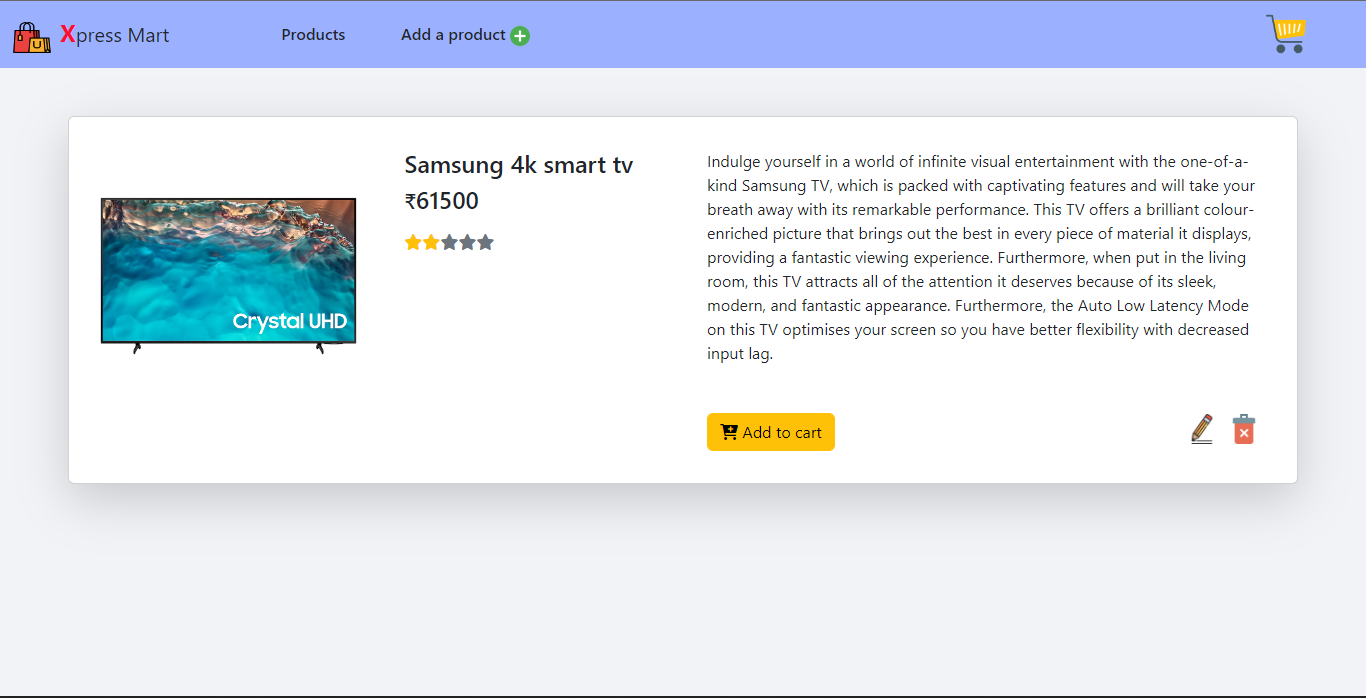 Xpress Mart
Products
Add a product
Samsung 4k smart tv
₹61500
Crystal UHD
Indulge yourself in a world of infinite visual entertainment with the one-of-a-
kind Samsung TV, which is packed with captivating features and will take your
breath away with its remarkable performance. This TV offers a brilliant colour-
enriched picture that brings out the best in every piece of material it displays,
providing a fantastic viewing experience. Furthermore, when put in the living
room, this TV attracts all of the attention it deserves because of its sleek,
modern, and fantastic appearance. Furthermore, the Auto Low Latency Mode
on this TV optimises your screen so you have better flexibility with decreased
input lag.
Add to cart